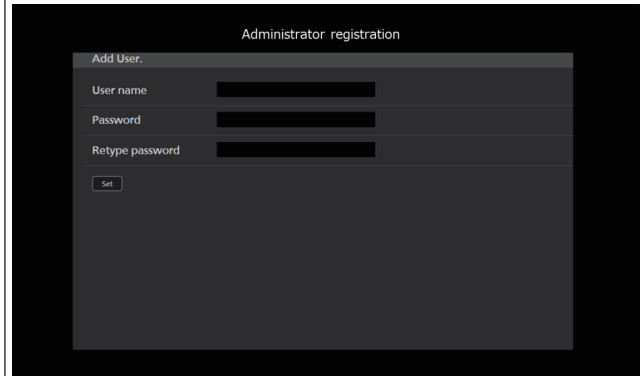 Administrator registration
Add User.
User name
Password
Retype password
Set